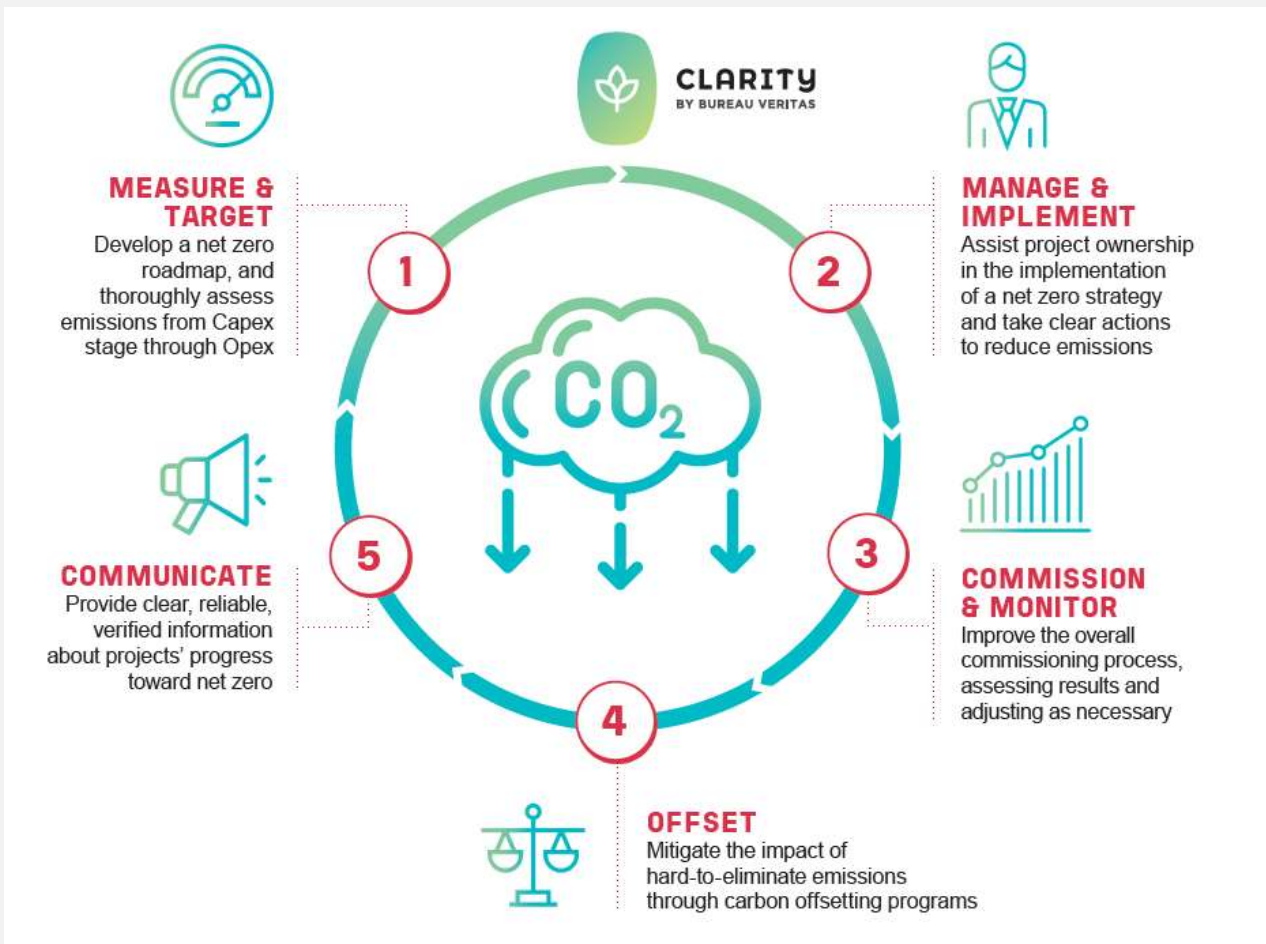 CLARITY
BY BUREAU VERITAS
1
MEASURE &
TARGET
Develop a net zero
roadmap, and
thoroughly assess
emissions from Capex
stage through Opex
2
MANAGE &
IMPLEMENT
Assist project ownership
in the implementation
of a net zero strategy
and take clear actions
to reduce emissions
CO₂
3
COMMISSION
& MONITOR
Improve the overall
commissioning process,
assessing results and
adjusting as necessary
4
OFFSET
Mitigate the impact of
hard-to-eliminate emissions
through carbon offsetting programs
5
COMMUNICATE
Provide clear, reliable,
verified information
about projects’ progress
toward net zero